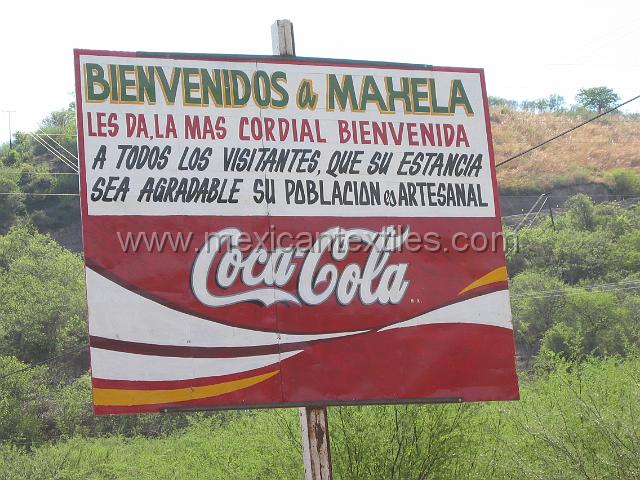 BIENVENIDOS a MAXELA
LES DA, LA MAS CORDIAL BIENVENIDA
A TODOS LOS VISITANTES, QUE SU ESTANCIA
SEA AGRADABLE SU POBLACION es ARTESANAL
www.mexicantextiles.com
Coca-Cola